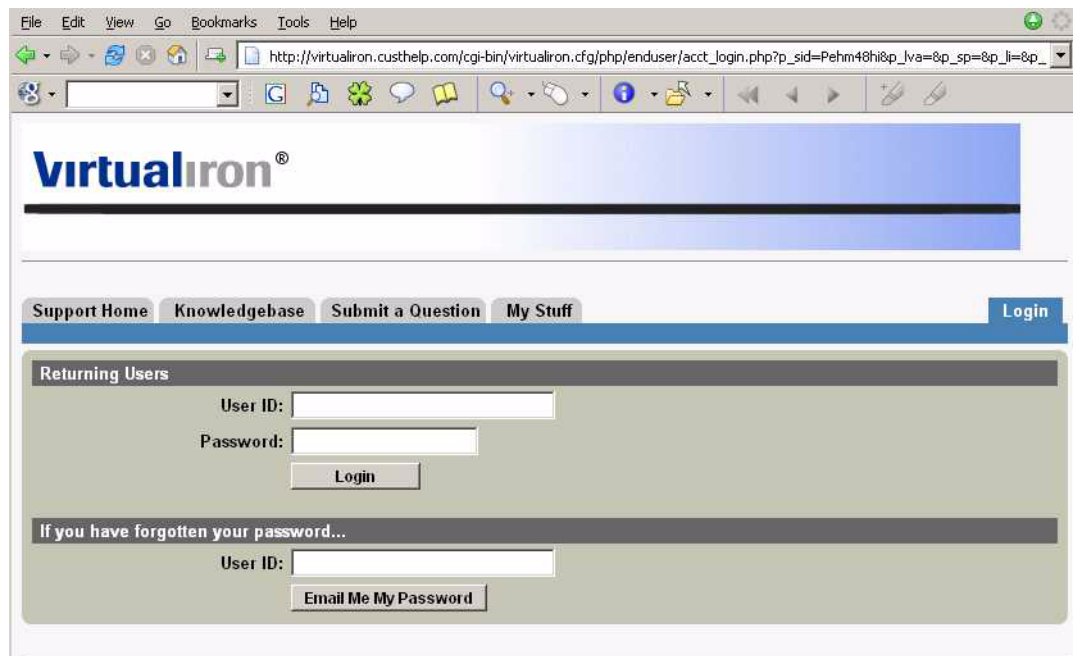 File Edit View Go Bookmarks Tools Help
http://virtualiron.custhelp.com/cgi-bin/virtualiron.cfg/php/enduser/acct_login.php?p_sid=Pehm48hi&p_lva=&p_sp=&p_li=&p_
G
Virtualiron®
Support Home Knowledgebase Submit a Question My Stuff Login
Returning Users
User ID:
Password:
Login
If you have forgotten your password...
User ID:
Email Me My Password